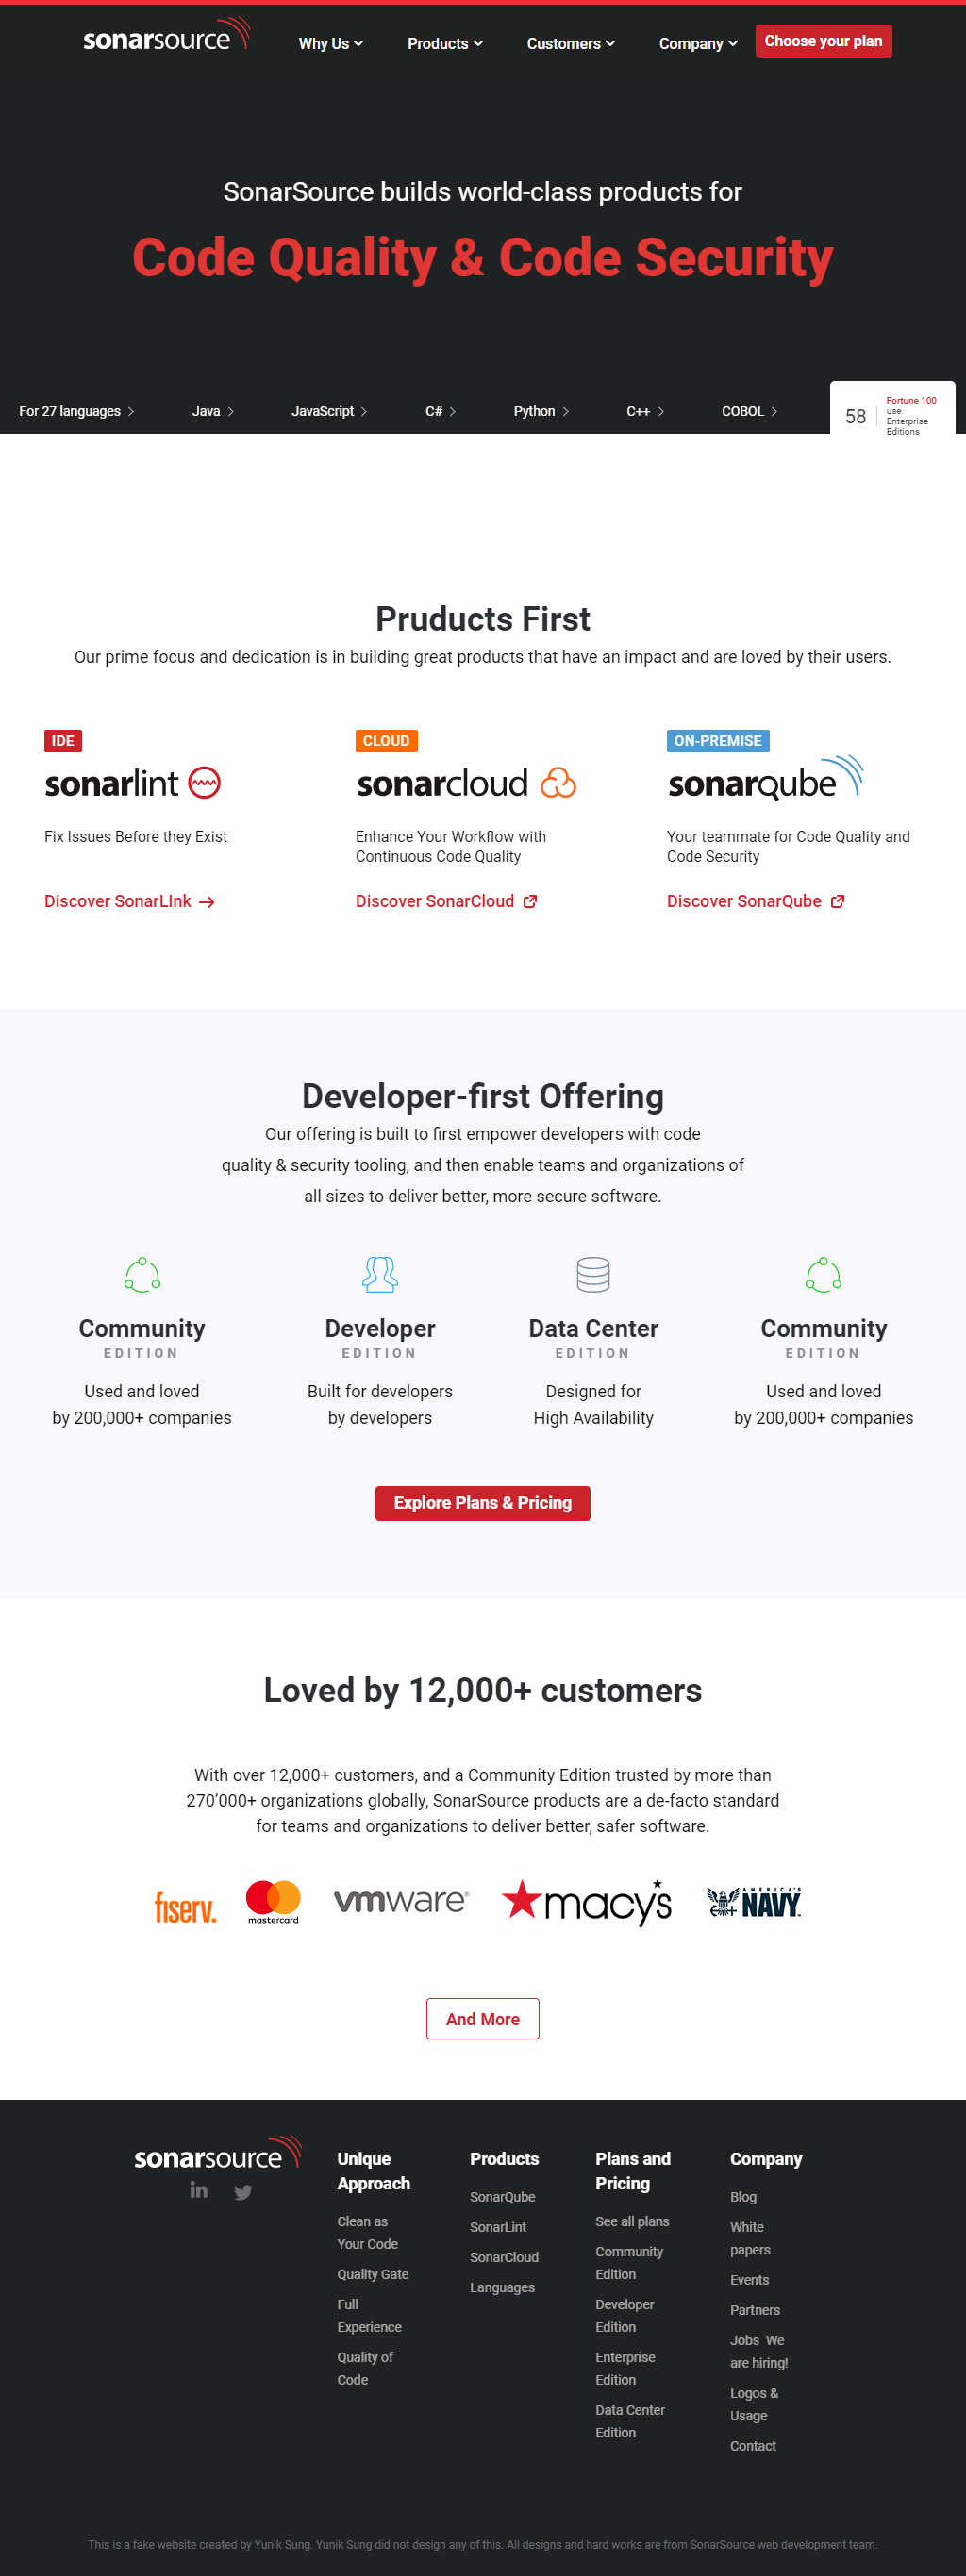 sonarsource
Why Us
Products
Customers
Company
Choose your plan
SonarSource builds world-class products for
Code Quality & Code Security
For 27 languages
Java
JavaScript
C#
Python
C++
COBOL
58
Fortune 100
use
Enterprise
Editions
Pruducts First
Our prime focus and dedication is in building great products that have an impact and are loved by their users.
IDE
sonarlint
Fix Issues Before they Exist
Discover SonarLInk
CLOUD
sonarcloud
Enhance Your Workflow with
Continuous Code Quality
Discover SonarCloud
ON-PREMISE
sonarqube
Your teammate for Code Quality and
Code Security
Discover SonarQube
Developer-first Offering
Our offering is built to first empower developers with code
quality & security tooling, and then enable teams and organizations of
all sizes to deliver better, more secure software.
Community
EDITION
Used and loved
by 200,000+ companies
Developer
EDITION
Built for developers
by developers
Data Center
EDITION
Designed for
High Availability
Community
EDITION
Used and loved
by 200,000+ companies
Explore Plans & Pricing
Loved by 12,000+ customers
With over 12,000+ customers, and a Community Edition trusted by more than
270’000+ organizations globally, SonarSource products are a de-facto standard
for teams and organizations to deliver better, safer software.
fiserv.
mastercard
vmware®
macys
AMERICA'S
NAVY
And More
sonarsource
in
Unique
Approach
Clean as
Your Code
Quality Gate
Full
Experience
Quality of
Code
Products
SonarQube
SonarLint
SonarCloud
Languages
Plans and
Pricing
See all plans
Community
Edition
Developer
Edition
Enterprise
Edition
Data Center
Edition
Company
Blog
White
papers
Events
Partners
Jobs We
are hiring!
Logos &
Usage
Contact
This is a fake website created by Yunik Sung. Yunik Sung did not design any of this. All designs and hard works are from SonarSource web development team.